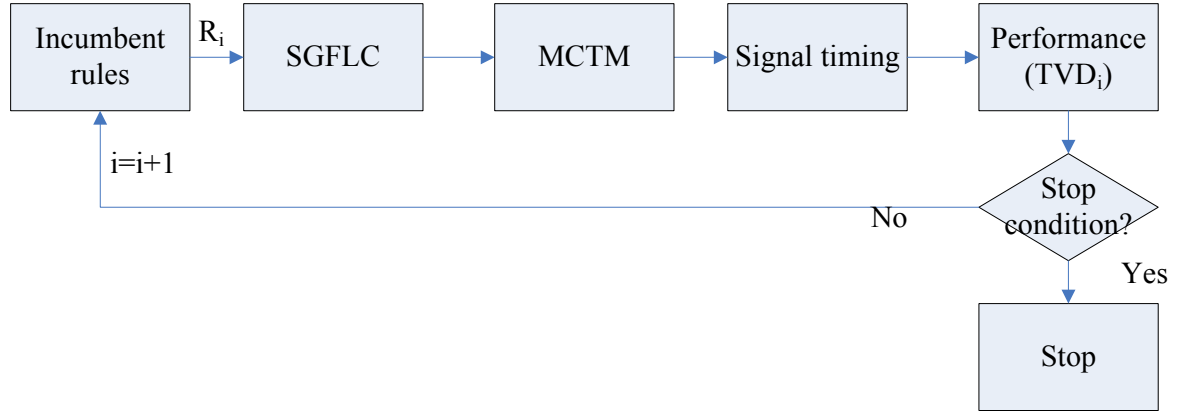 Incumbent
rules
Ri
SGFLC
MCTM
Signal timing
Performance
(TVDi)
i=i+1
No
Stop
condition?
Yes
Stop